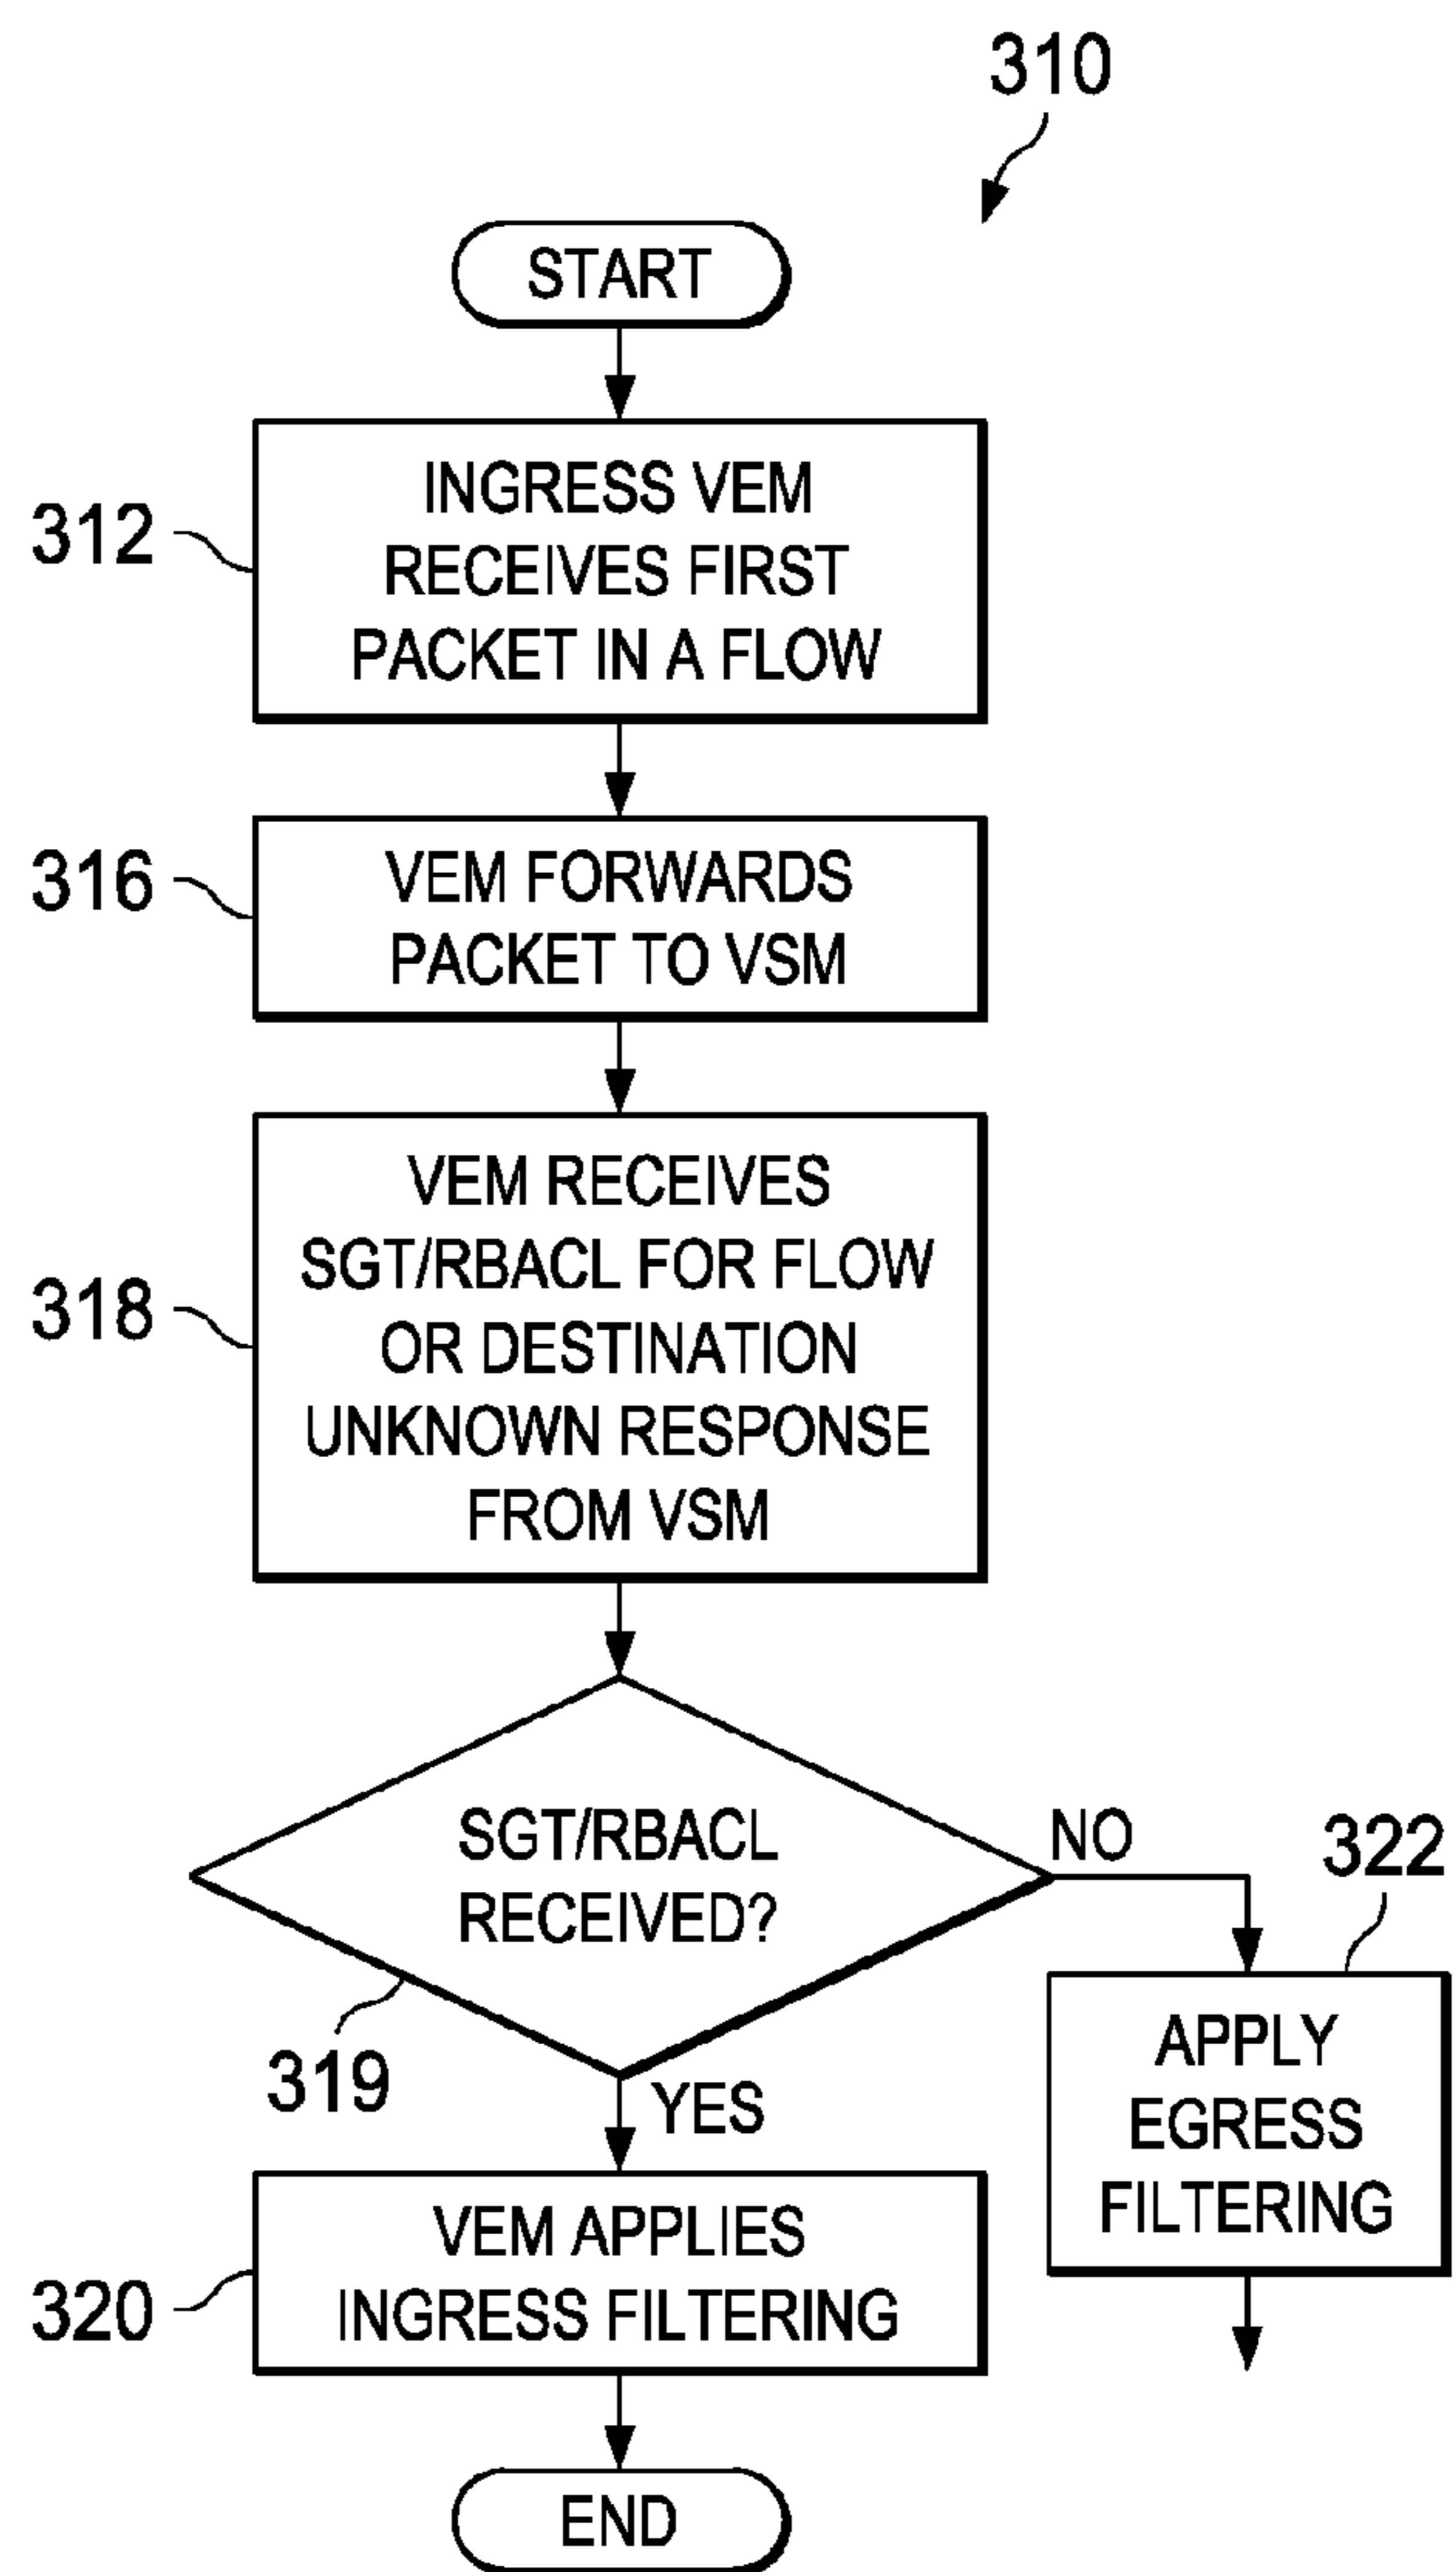 310
START
312
INGRESS VEM
RECEIVES FIRST
PACKET IN A FLOW
316
VEM FORWARDS
PACKET TO VSM
318
VEM RECEIVES
SGT/RBACL FOR FLOW
OR DESTINATION
UNKNOWN RESPONSE
FROM VSM
SGT/RBACL
RECEIVED?
NO
322
319
YES
APPLY
EGRESS
FILTERING
320
VEM APPLIES
INGRESS FILTERING
END